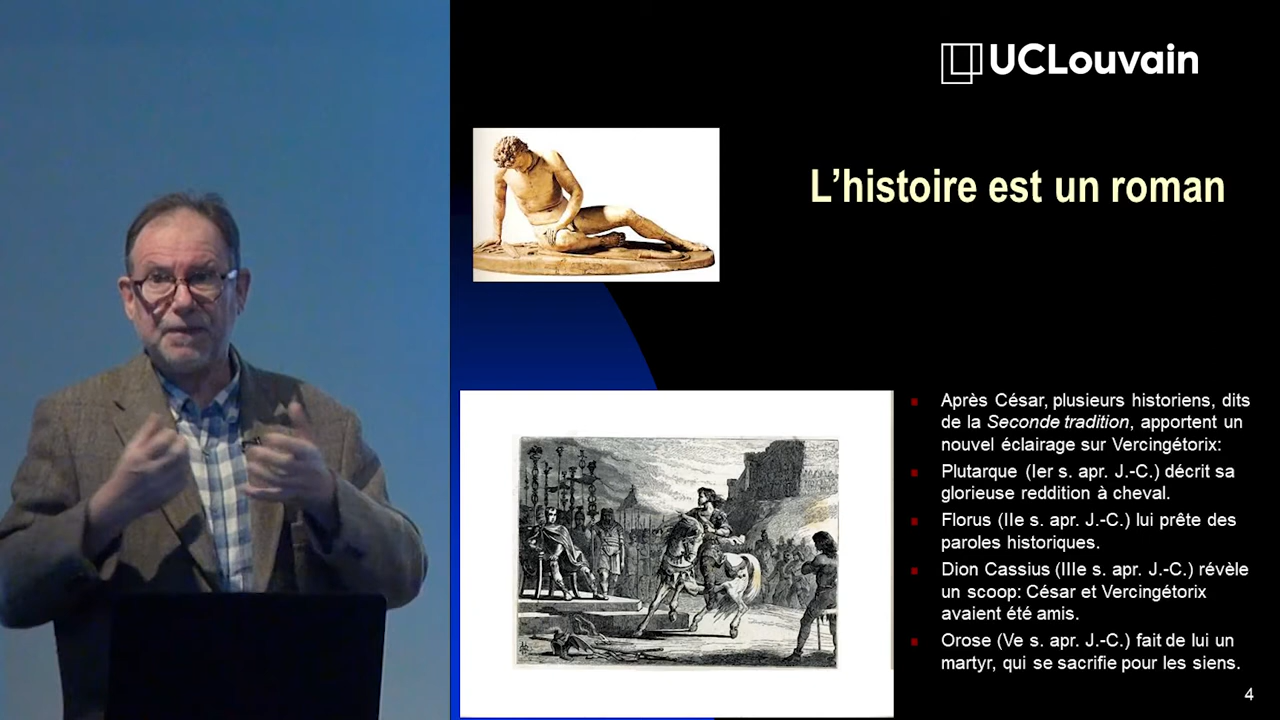 UCLouvain
L'histoire est un roman
Après César, plusieurs historiens, dits
de la Seconde tradition, apportent un
nouvel éclairage sur Vercingétorix:
Plutarque (Ier s. apr. J.-C.) décrit sa
glorieuse reddition à cheval.
Florus (IIe s. apr. J.-C.) lui prête des
paroles historiques.
Dion Cassius (IIIe s. apr. J.-C.) révèle
un scoop: César et Vercingétorix
avaient été amis.
Orose (Ve s. apr. J.-C.) fait de lui un
martyr, qui se sacrifie pour les siens.
4